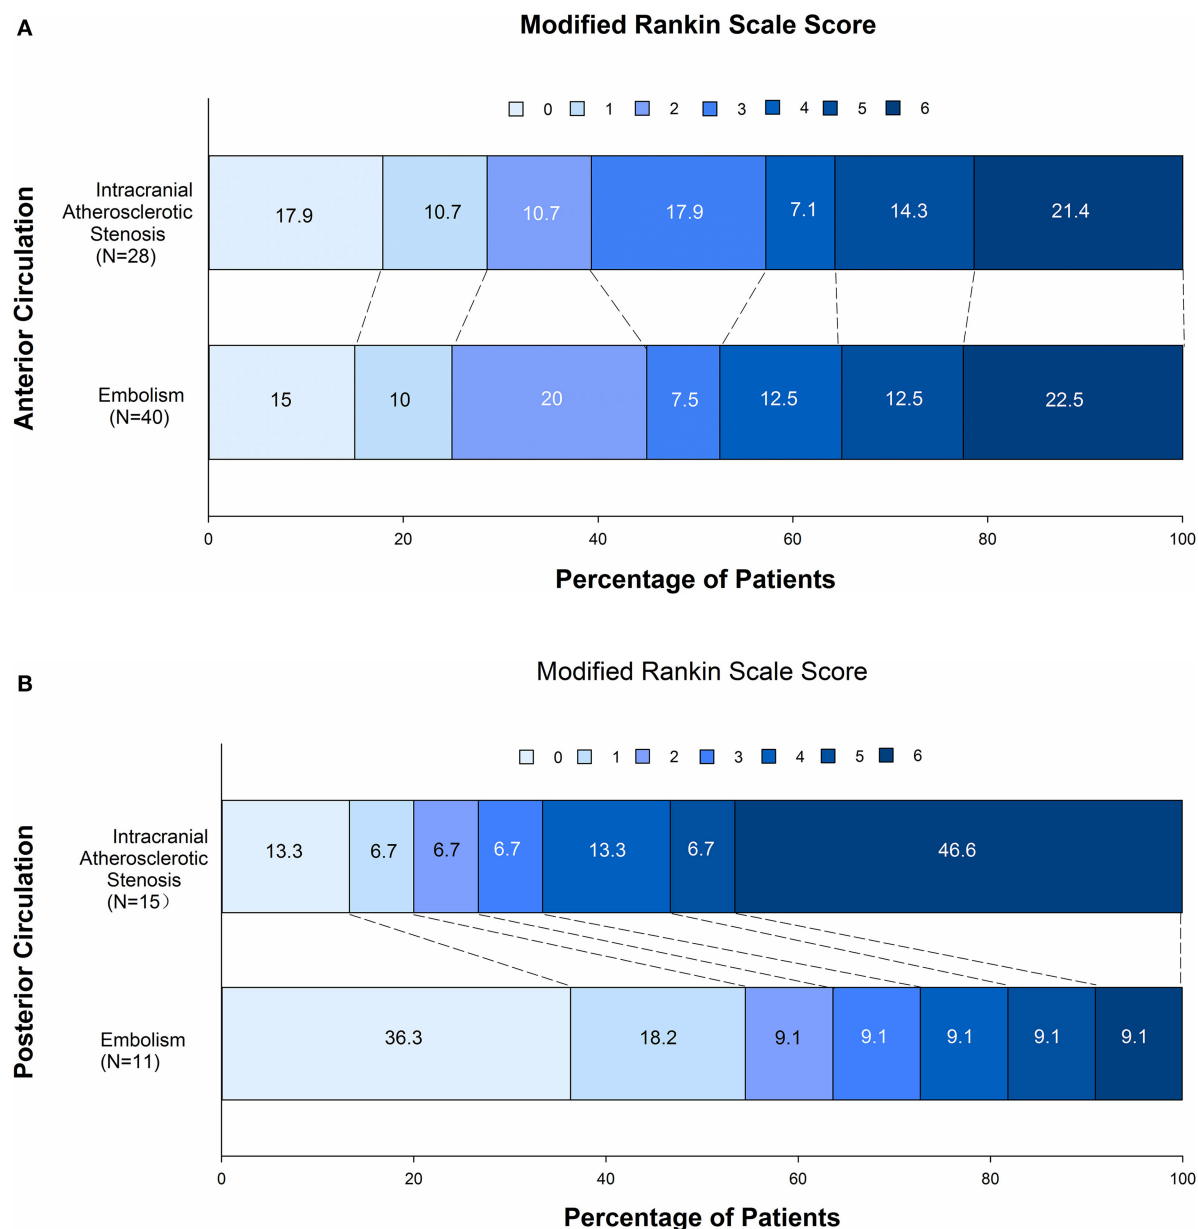 A
Modified Rankin Scale Score
0 1 2 3 4 5 6
Anterior Circulation
Intracranial
Atherosclerotic
Stenosis
(N=28)
17.9 10.7 10.7 17.9 7.1 14.3 21.4
Embolism
(N=40)
15 10 20 7.5 12.5 12.5 22.5
0 20 40 60 80 100
Percentage of Patients
B
Modified Rankin Scale Score
0 1 2 3 4 5 6
Posterior Circulation
Intracranial
Atherosclerotic
Stenosis
(N=15）
13.3 6.7 6.7 6.7 13.3 6.7 46.6
Embolism
(N=11)
36.3 18.2 9.1 9.1 9.1 9.1 9.1
0 20 40 60 80 100
Percentage of Patients